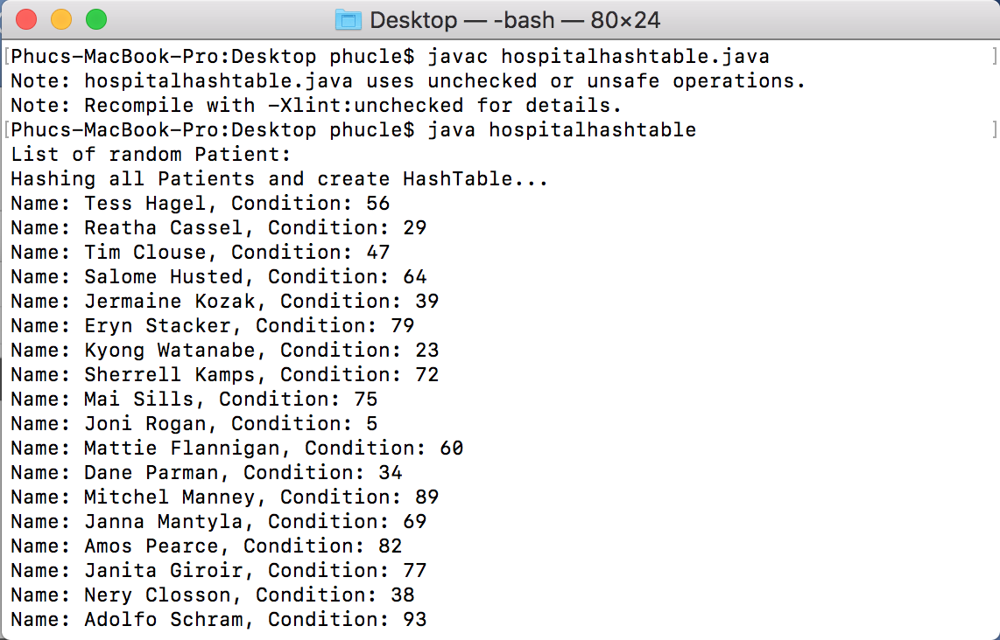 Desktop — -bash — 80×24
[Phucs-MacBook-Pro:Desktop phucle$ javac hospitalhashtable.java ]
Note: hospitalhashtable.java uses unchecked or unsafe operations.
Note: Recompile with -Xlint:unchecked for details.
[Phucs-MacBook-Pro:Desktop phucle$ java hospitalhashtable ]
List of random Patient:
Hashing all Patients and create HashTable...
Name: Tess Hagel, Condition: 56
Name: Reatha Cassel, Condition: 29
Name: Tim Clouse, Condition: 47
Name: Salome Husted, Condition: 64
Name: Jermaine Kozak, Condition: 39
Name: Eryn Stacker, Condition: 79
Name: Kyong Watanabe, Condition: 23
Name: Sherrell Kamps, Condition: 72
Name: Mai Sills, Condition: 75
Name: Joni Rogan, Condition: 5
Name: Mattie Flannigan, Condition: 60
Name: Dane Parman, Condition: 34
Name: Mitchel Manney, Condition: 89
Name: Janna Mantyla, Condition: 69
Name: Amos Pearce, Condition: 82
Name: Janita Giroir, Condition: 77
Name: Nery Closson, Condition: 38
Name: Adolfo Schram, Condition: 93